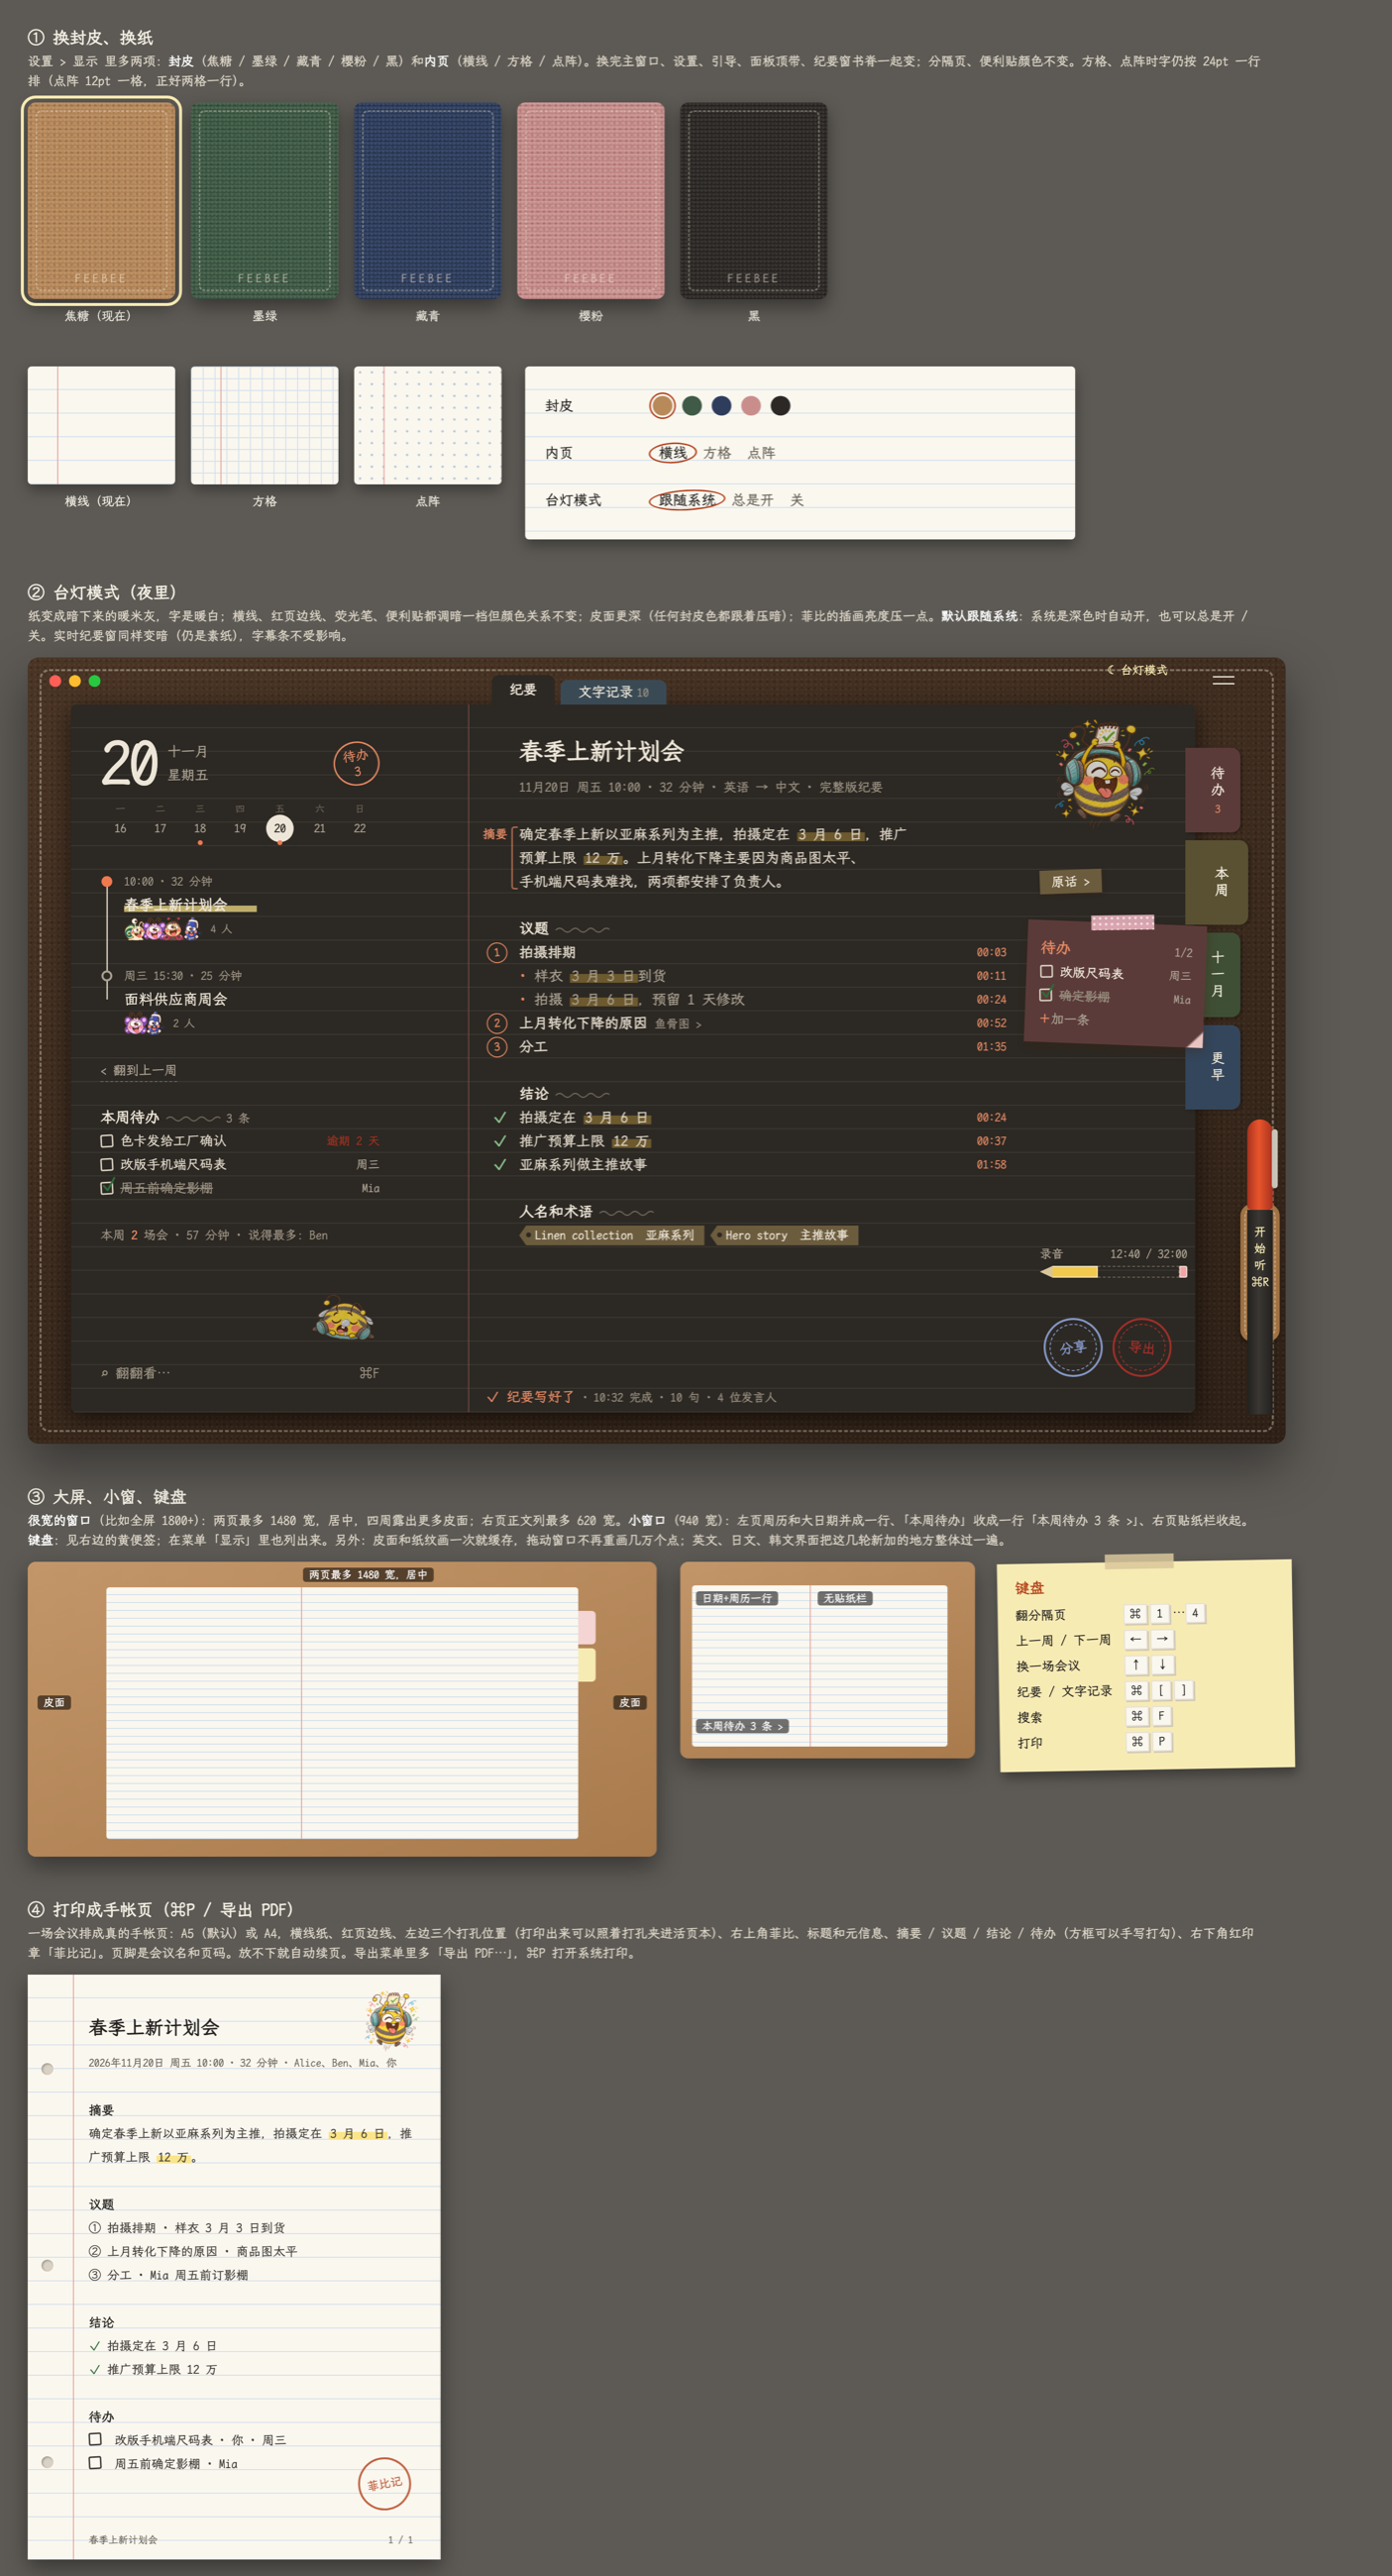 ① 换封皮、换纸
设置 > 显示 里多两项：封皮（焦糖 / 墨绿 / 藏青 / 樱粉 / 黑）和内页（横线 / 方格 / 点阵）。换完主窗口、设置、引导、面板顶带、纪要窗书脊一起变；分隔页、便利贴颜色不变。方格、点阵时字仍按 24pt 一行
排（点阵 12pt 一格，正好两格一行）。
FEEBEE
FEEBEE
FEEBEE
FEEBEE
FEEBEE
焦糖（现在）
墨绿
藏青
樱粉
黑
横线（现在）
方格
点阵
封皮
内页 横线 方格 点阵
台灯模式 跟随系统 总是开 关
② 台灯模式（夜里）
纸变成暗下来的暖米灰，字是暖白；横线、红页边线、荧光笔、便利贴都调暗一档但颜色关系不变；皮面更深（任何封皮色都跟着压暗）；菲比的插画亮度压一点。默认跟随系统：系统是深色时自动开，也可以总是开 /
关。实时纪要窗同样变暗（仍是素纸），字幕条不受影响。
☾ 台灯模式
纪要
文字记录 10
20
十一月
星期五
待办
3
一 二 三 四 五 六 日
16 17 18 19 20 21 22
10:00 · 32 分钟
春季上新计划会
4 人
周三 15:30 · 25 分钟
面料供应商周会
2 人
< 翻到上一周
本周待办 3 条
色卡发给工厂确认 逾期 2 天
改版手机端尺码表 周三
周五前确定影棚 Mia
本周 2 场会 · 57 分钟 · 说得最多：Ben
翻翻看… ⌘F
春季上新计划会
11月20日 周五 10:00 · 32 分钟 · 英语 → 中文 · 完整版纪要
摘要
确定春季上新以亚麻系列为主推，拍摄定在 3 月 6 日，推广
预算上限 12 万。上月转化下降主要因为商品图太平、
手机端尺码表难找，两项都安排了负责人。
原话 >
议题
1 拍摄排期 00:03
· 样衣 3 月 3 日到货 00:11
· 拍摄 3 月 6 日，预留 1 天修改 00:24
2 上月转化下降的原因 鱼骨图 > 00:52
3 分工 01:35
结论
✓ 拍摄定在 3 月 6 日 00:24
✓ 推广预算上限 12 万 00:37
✓ 亚麻系列做主推故事 01:58
人名和术语
Linen collection 亚麻系列
Hero story 主推故事
待办 1/2
改版尺码表 周三
确定影棚 Mia
+加一条
录音 12:40 / 32:00
分享
导出
✓ 纪要写好了 · 10:32 完成 · 10 句 · 4 位发言人
待办
3
本周
十一月
更早
开始听
⌘R
③ 大屏、小窗、键盘
很宽的窗口（比如全屏 1800+）：两页最多 1480 宽，居中，四周露出更多皮面；右页正文列最多 620 宽。小窗口（940 宽）：左页周历和大日期并成一行、「本周待办」收成一行「本周待办 3 条 >」、右页贴纸栏收起。
键盘：见右边的黄便签；在菜单「显示」里也列出来。另外：皮面和纸纹画一次就缓存，拖动窗口不再重画几万个点；英文、日文、韩文界面把这几轮新加的地方整体过一遍。
两页最多 1480 宽，居中
皮面
皮面
日期+周历一行
无贴纸栏
本周待办 3 条 >
键盘
翻分隔页 ⌘ 1 … 4
上一周 / 下一周 ← →
换一场会议 ↑ ↓
纪要 / 文字记录 ⌘ [ ]
搜索 ⌘ F
打印 ⌘ P
④ 打印成手帐页（⌘P / 导出 PDF）
一场会议排成真的手帐页：A5（默认）或 A4，横线纸、红页边线、左边三个打孔位置（打印出来可以照着打孔夹进活页本）、右上角菲比、标题和元信息、摘要 / 议题 / 结论 / 待办（方框可以手写打勾）、右下角红印
章「菲比记」。页脚是会议名和页码。放不下就自动续页。导出菜单里多「导出 PDF…」，⌘P 打开系统打印。
春季上新计划会
2026年11月20日 周五 10:00 · 32 分钟 · Alice、Ben、Mia、你
摘要
确定春季上新以亚麻系列为主推，拍摄定在 3 月 6 日，推
广预算上限 12 万。
议题
① 拍摄排期 · 样衣 3 月 3 日到货
② 上月转化下降的原因 · 商品图太平
③ 分工 · Mia 周五前订影棚
结论
✓ 拍摄定在 3 月 6 日
✓ 推广预算上限 12 万
待办
改版手机端尺码表 · 你 · 周三
周五前确定影棚 · Mia
菲比记
春季上新计划会 1 / 1